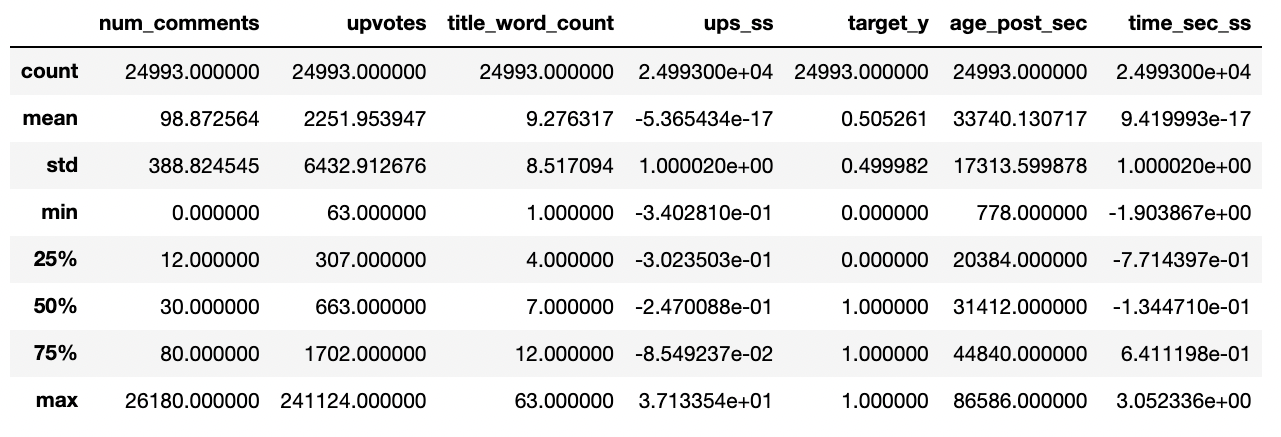 num_comments upvotes title_word_count ups_ss target_y age_post_sec time_sec_ss
count 24993.000000 24993.000000 24993.000000 2.499300e+04 24993.000000 24993.000000 2.499300e+04
mean 98.872564 2251.953947 9.276317 -5.365434e-17 0.505261 33740.130717 9.419993e-17
std 388.824545 6432.912676 8.517094 1.000020e+00 0.499982 17313.599878 1.000020e+00
min 0.000000 63.000000 1.000000 -3.402810e-01 0.000000 778.000000 -1.903867e+00
25% 12.000000 307.000000 4.000000 -3.023503e-01 0.000000 20384.000000 -7.714397e-01
50% 30.000000 663.000000 7.000000 -2.470088e-01 1.000000 31412.000000 -1.344710e-01
75% 80.000000 1702.000000 12.000000 -8.549237e-02 1.000000 44840.000000 6.411198e-01
max 26180.000000 241124.000000 63.000000 3.713354e+01 1.000000 86586.000000 3.052336e+00